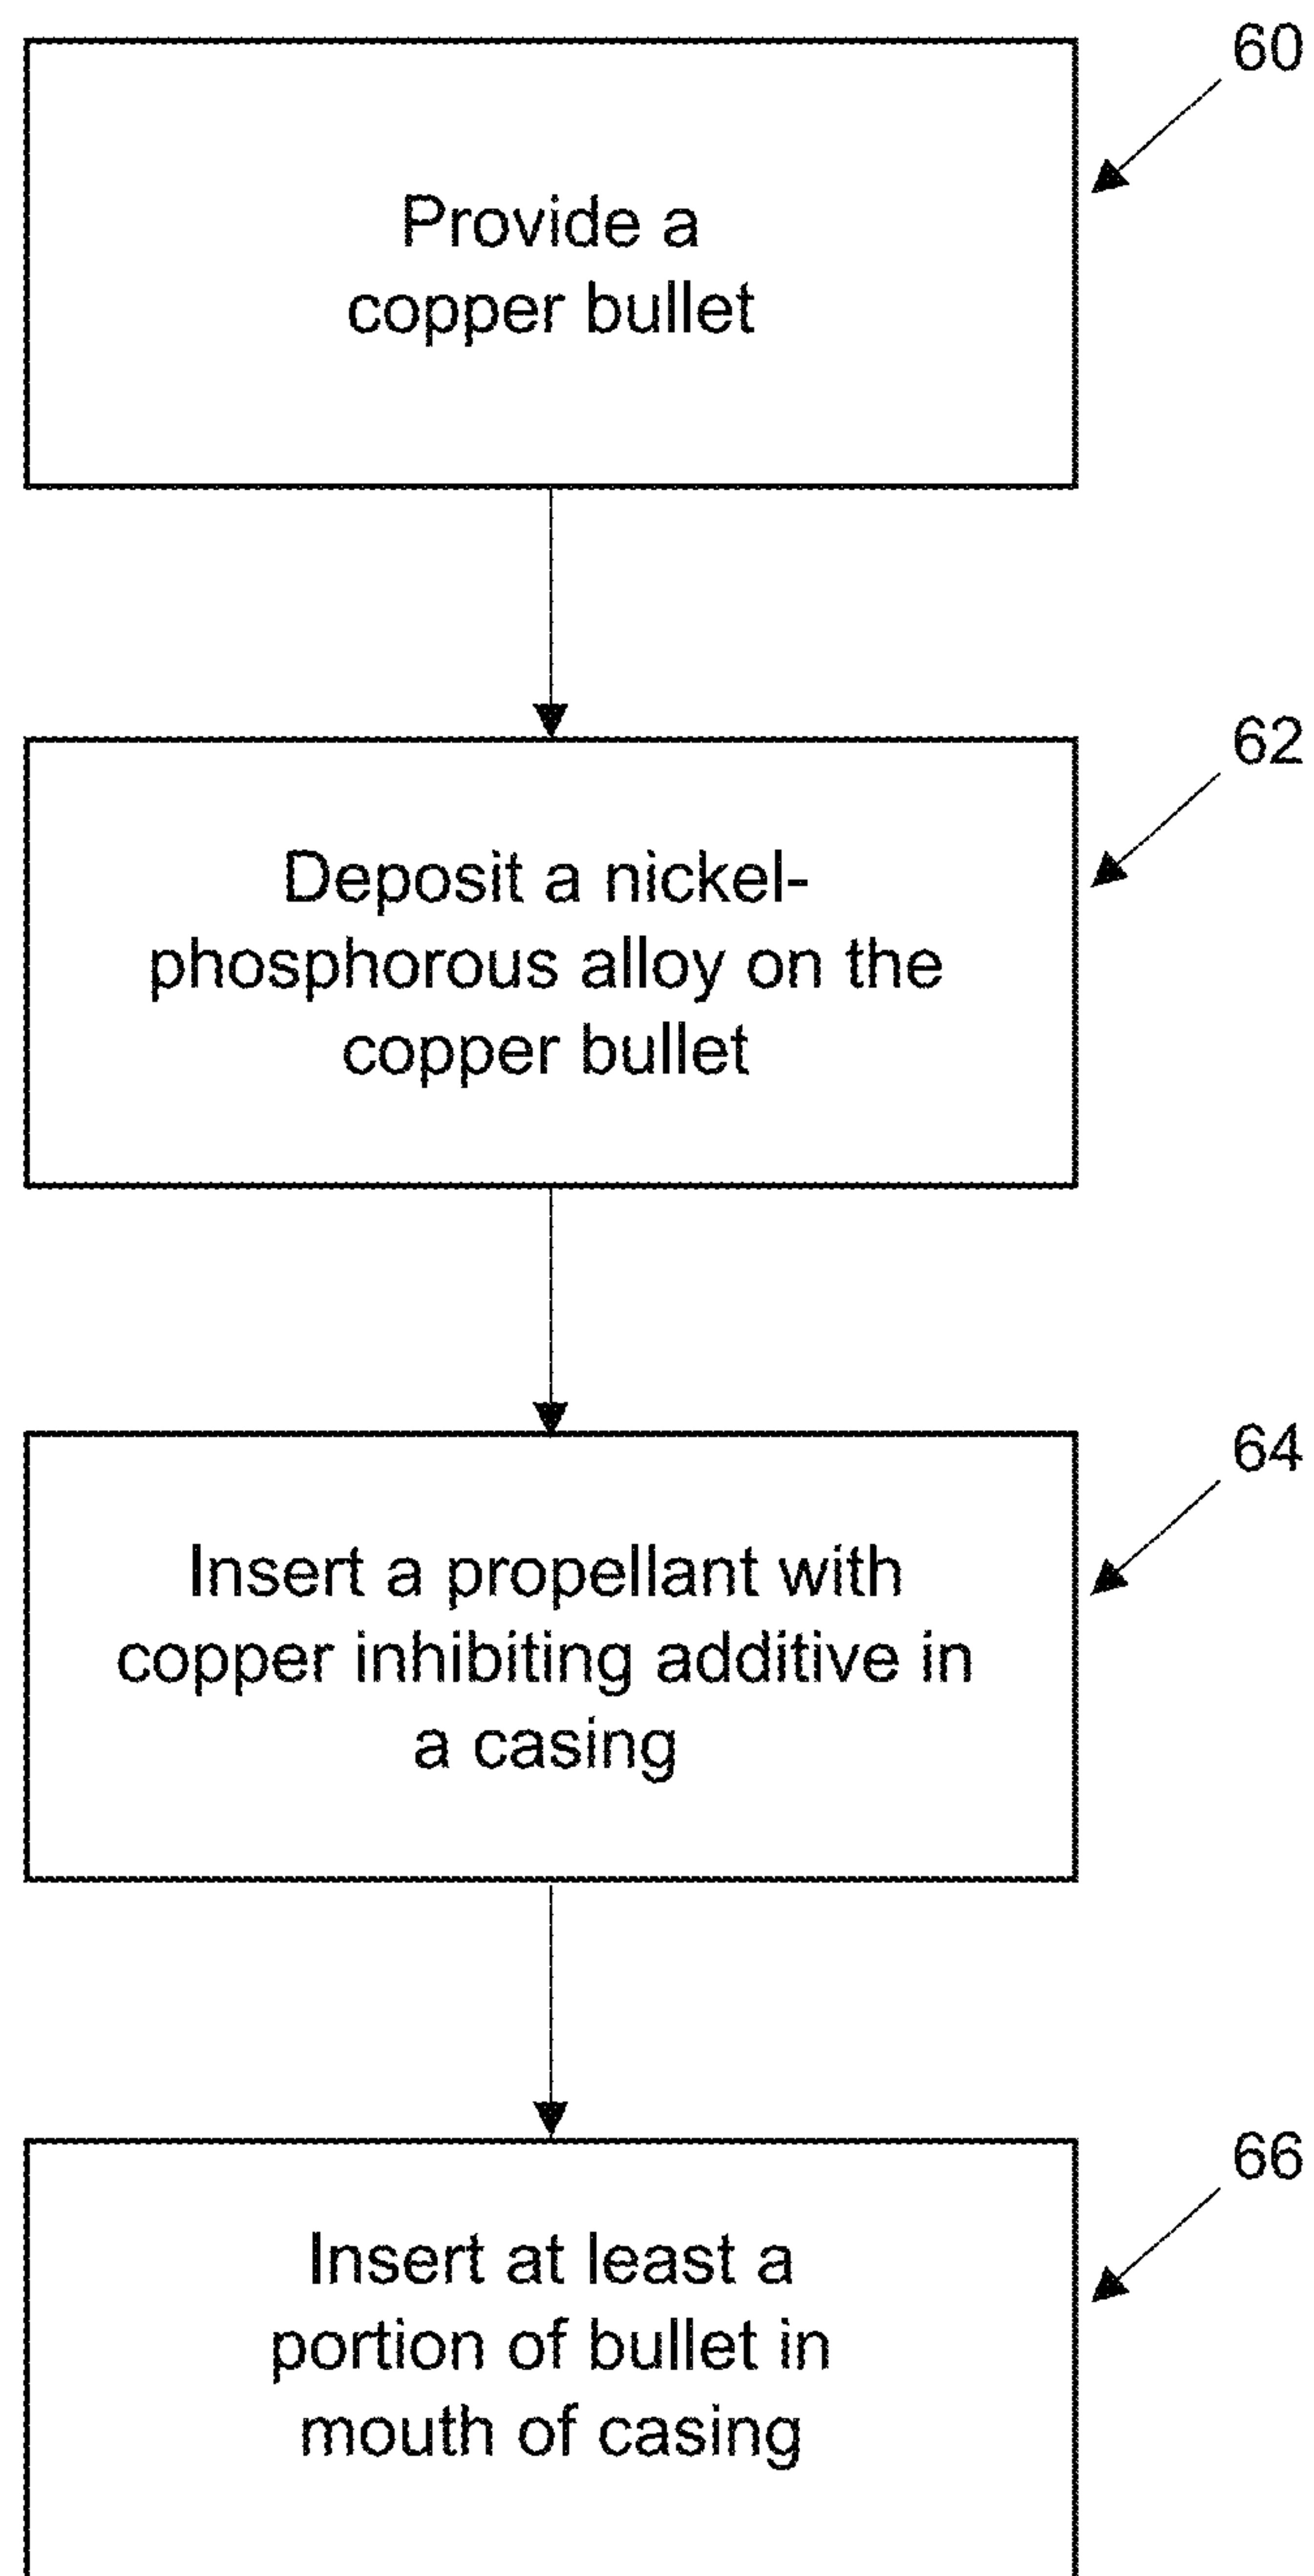 60
Provide a
copper bullet
62
Deposit a nickel-
phosphorous alloy on the
copper bullet
64
Insert a propellant with
copper inhibiting additive in
a casing
66
Insert at least a
portion of bullet in
mouth of casing